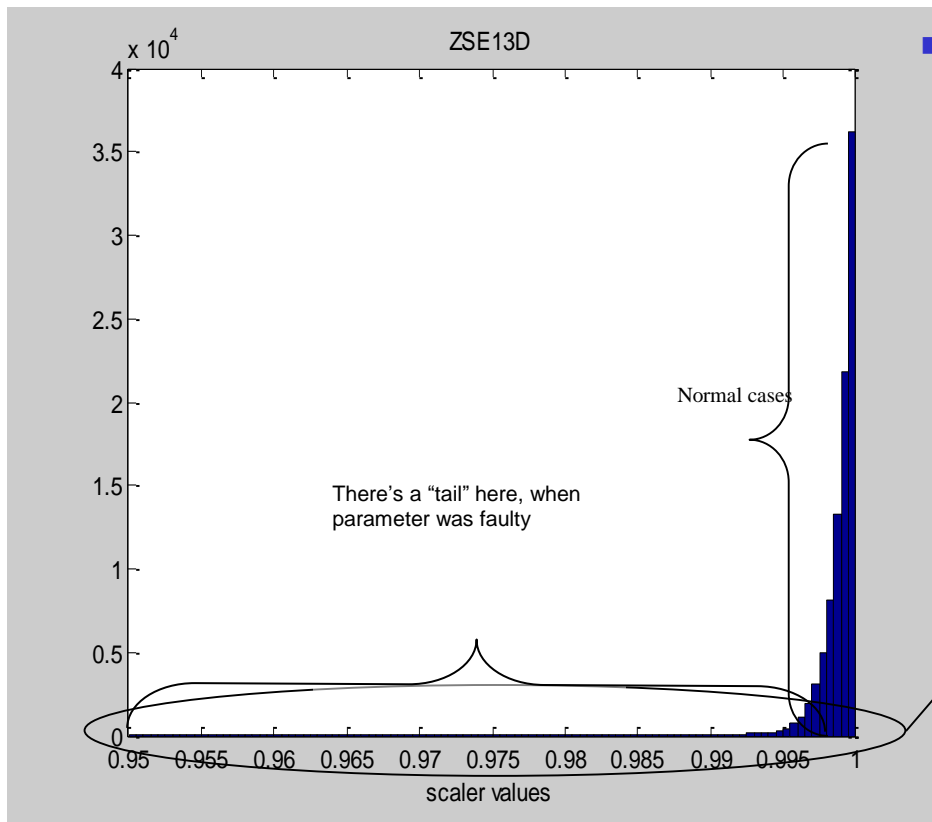 ZSE13D
x 10^4
4
3.5
3
2.5
2
1.5
1
0.5
0
Normal cases
There's a “tail” here, when
parameter was faulty
0.95 0.955 0.96 0.965 0.97 0.975 0.98 0.985 0.99 0.995 1
scaler values